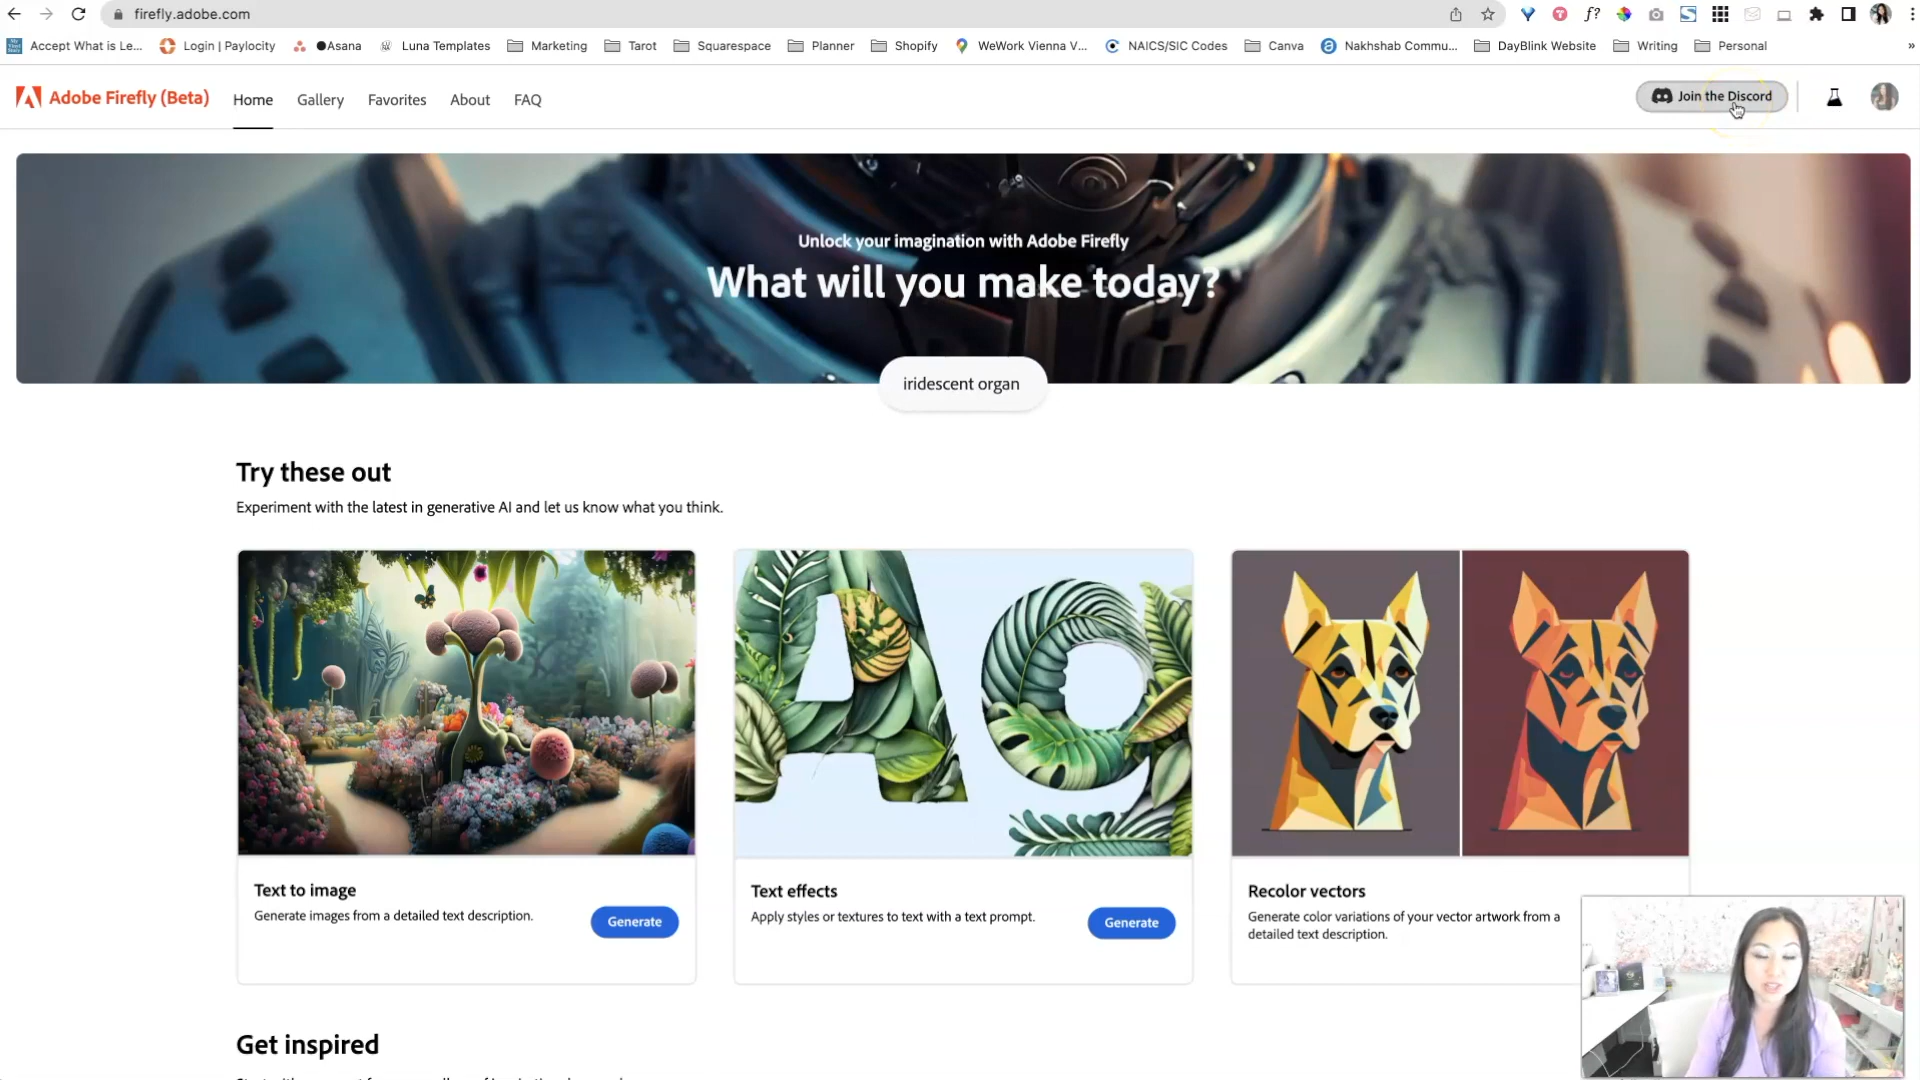 firefly.adobe.com
Accept What is Le...
Login | Paylocity
●Asana
Luna Templates
Marketing
Tarot
Squarespace
Planner
Shopify
WeWork Vienna V...
NAICS/SIC Codes
Canva
Nakhshab Commu...
DayBlink Website
Writing
Personal
»
Adobe Firefly (Beta)
Home
Gallery
Favorites
About
FAQ
Join the Discord
Unlock your imagination with Adobe Firefly
What will you make today?
iridescent organ
Try these out
Experiment with the latest in generative AI and let us know what you think.
Text to image
Generate images from a detailed text description.
Generate
Text effects
Apply styles or textures to text with a text prompt.
Generate
Recolor vectors
Generate color variations of your vector artwork from a
detailed text description.
Get inspired